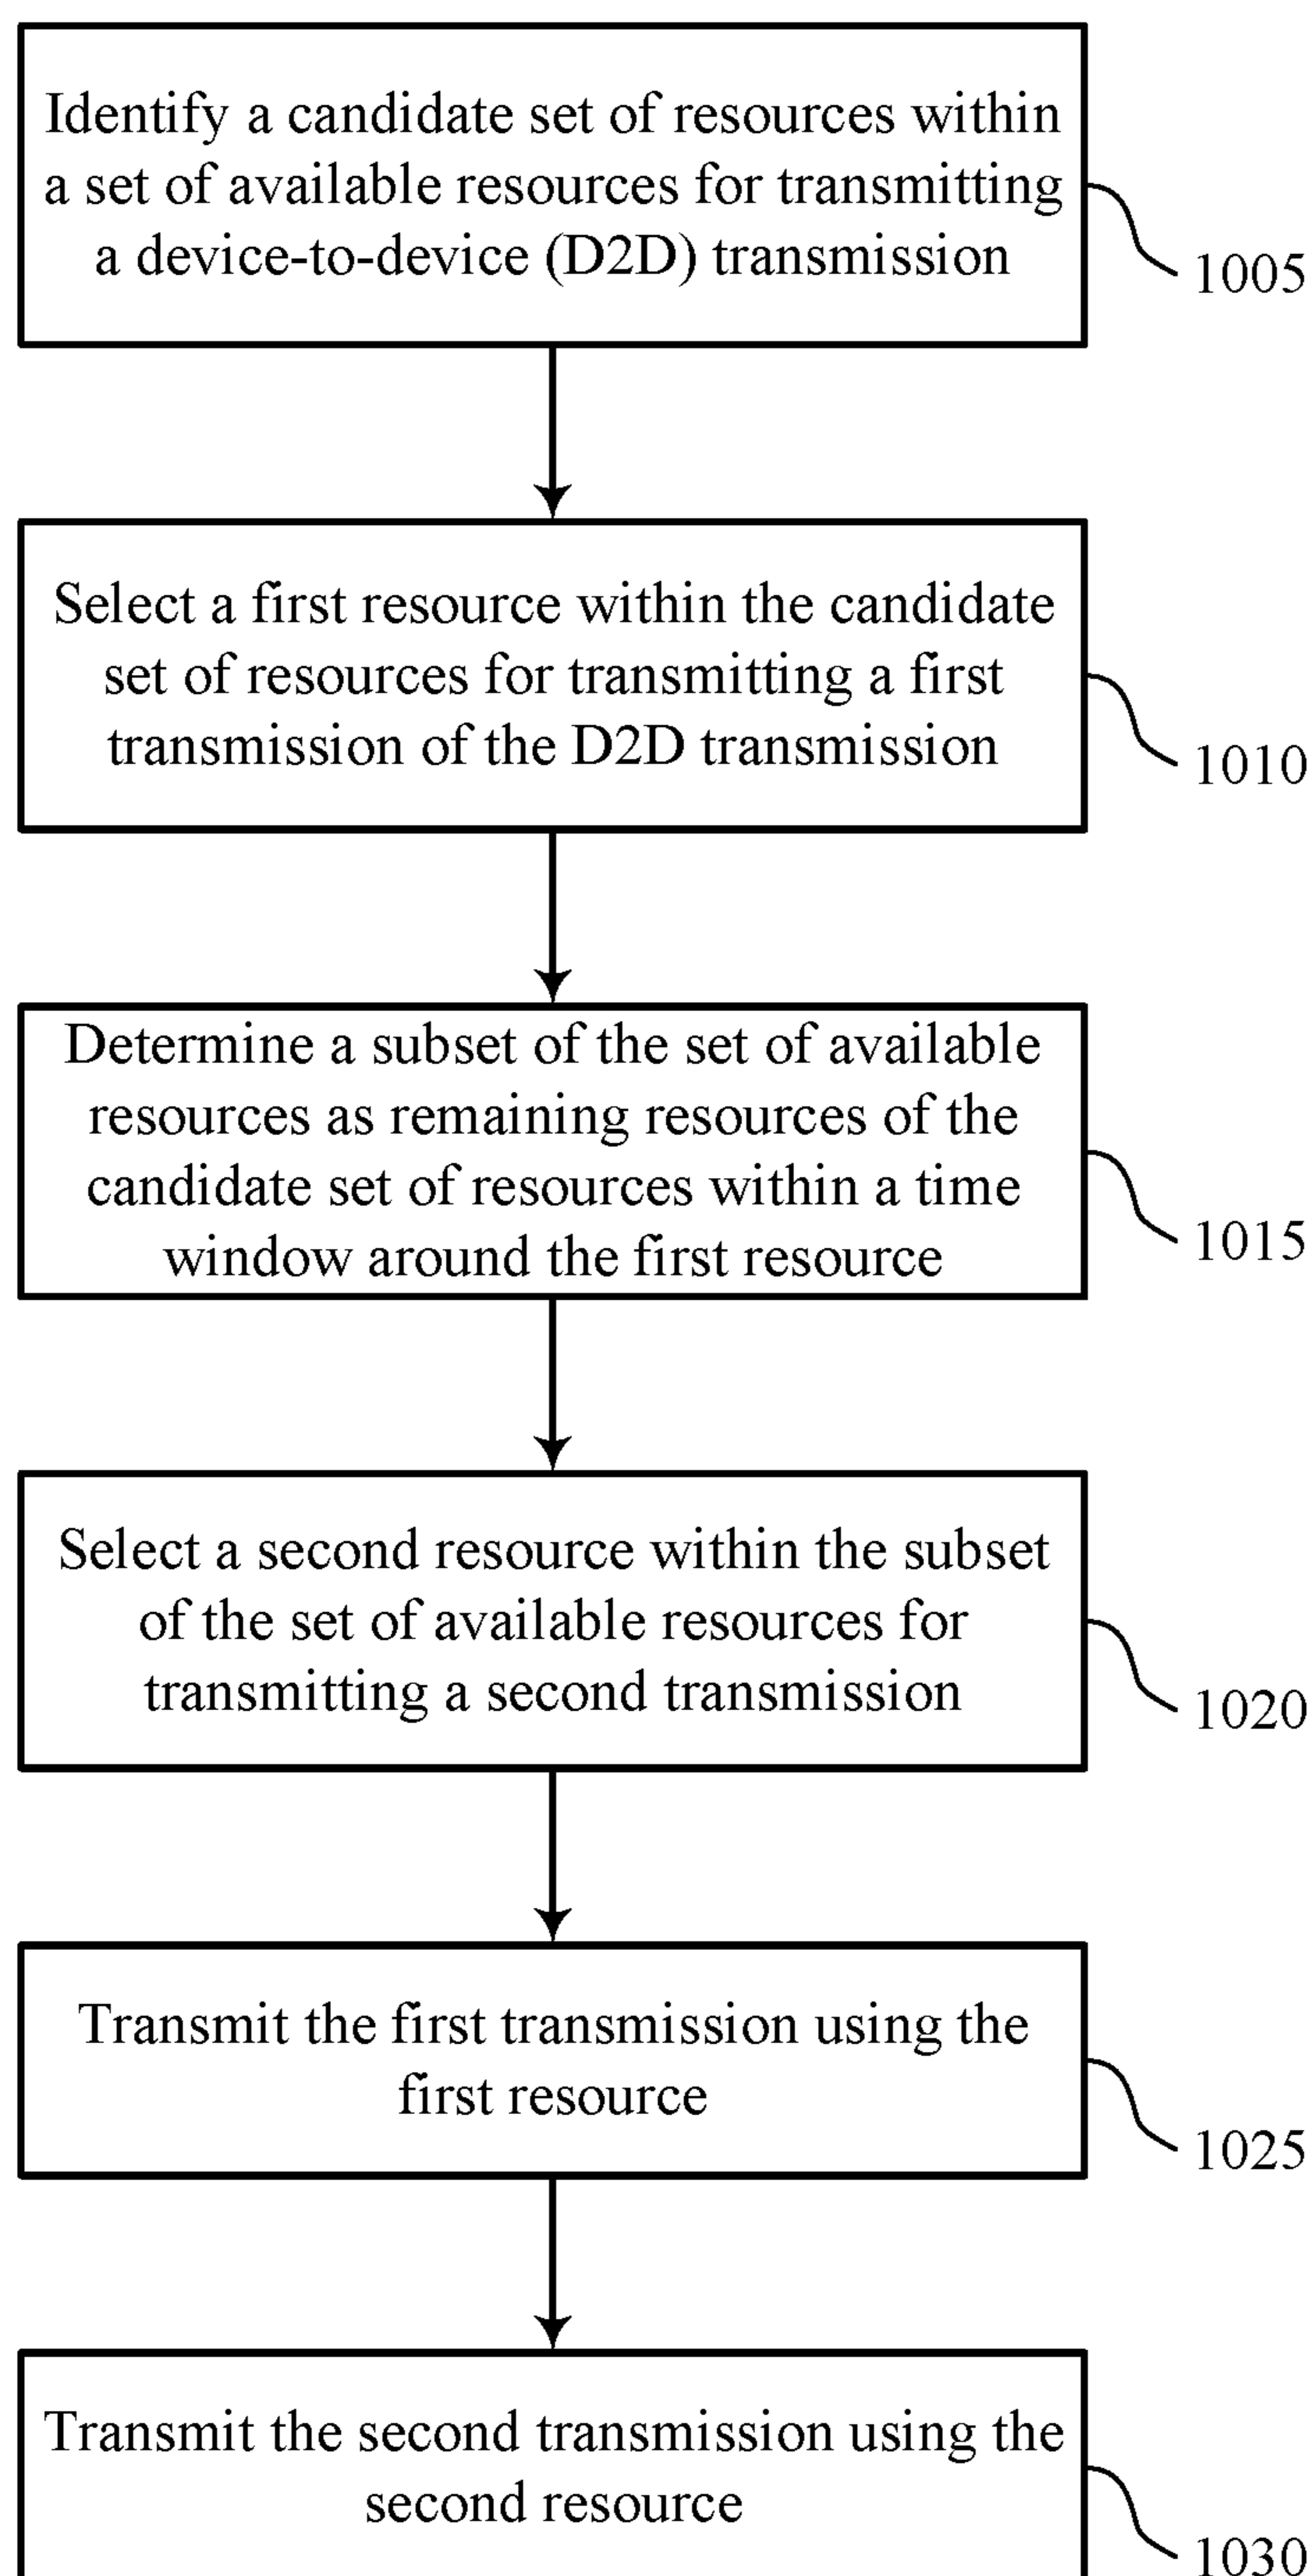 Identify a candidate set of resources within
a set of available resources for transmitting
a device-to-device (D2D) transmission
1005
Select a first resource within the candidate
set of resources for transmitting a first
transmission of the D2D transmission
1010
Determine a subset of the set of available
resources as remaining resources of the
candidate set of resources within a time
window around the first resource
1015
Select a second resource within the subset
of the set of available resources for
transmitting a second transmission
1020
Transmit the first transmission using the
first resource
1025
Transmit the second transmission using the
second resource
1030